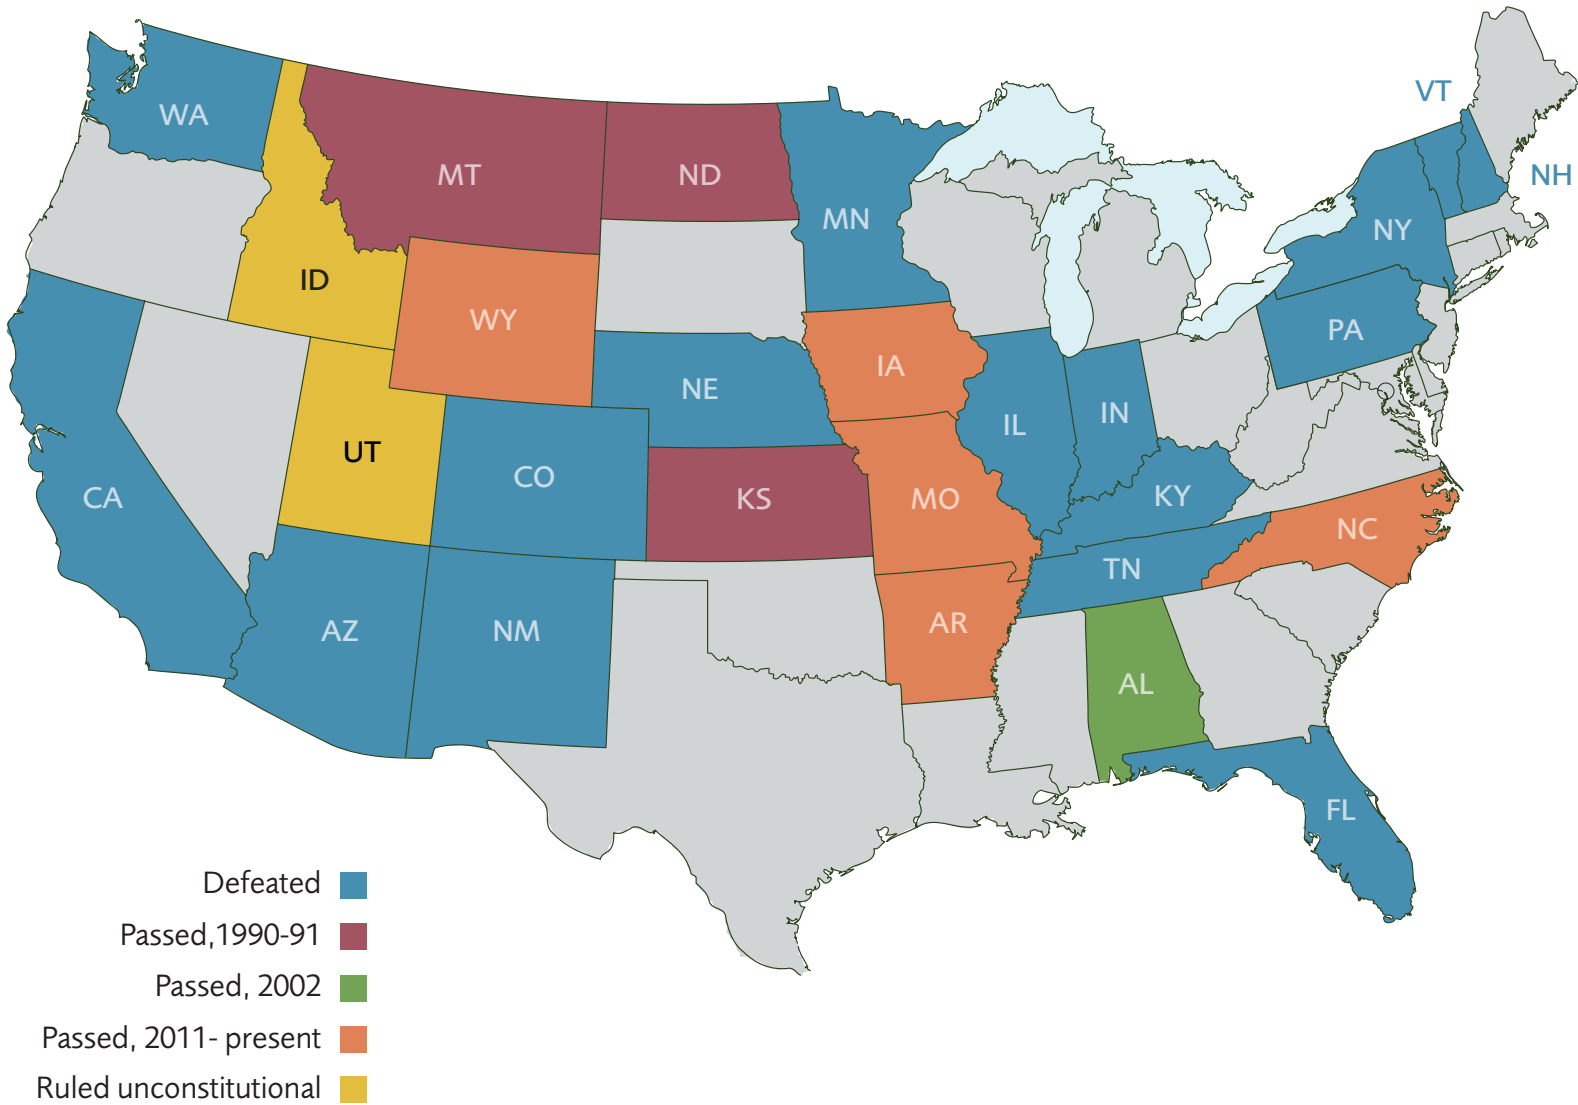 VT
WA
MT
ND
NH
MN
NY
ID
WY
PA
IA
NE
UT
IL
IN
CO
CA
KS
MO
KY
NC
TN
AR
AZ
NM
AL
FL
Defeated
Passed,1990-91
Passed, 2002
Passed, 2011- present
Ruled unconstitutional